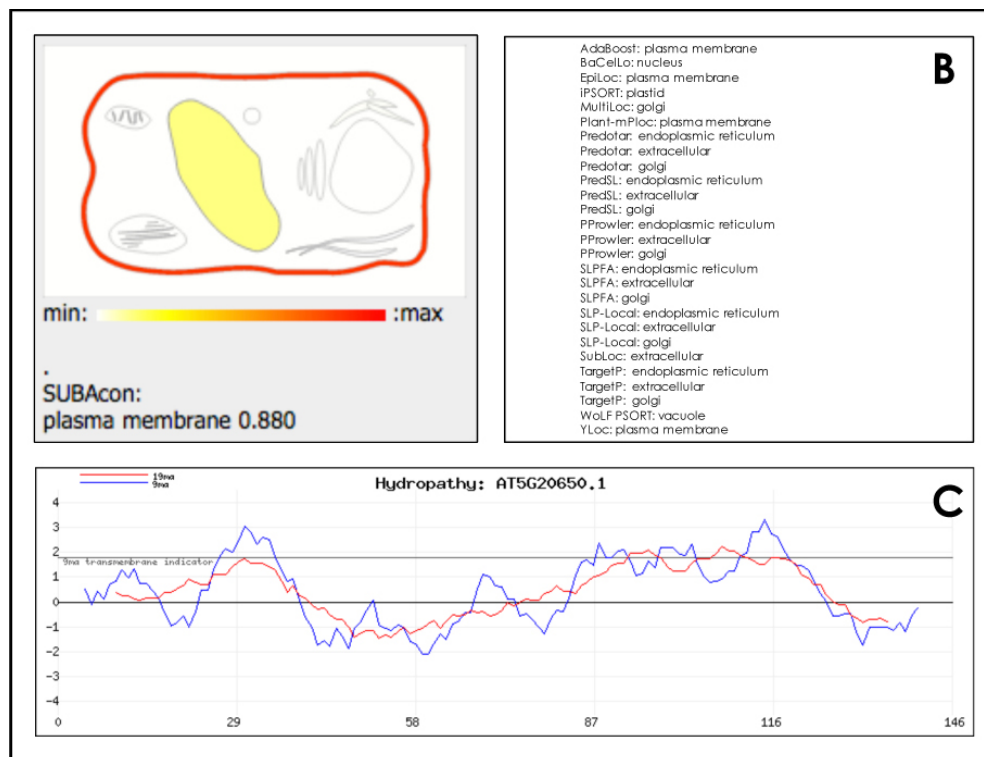 min: :max
.
SUBAcon:
plasma membrane 0.880
B
AdaBoost: plasma membrane
BaCelLo: nucleus
EpiLoc: plasma membrane
iPSORT: plastid
MultiLoc: golgi
Plant-mPloc: plasma membrane
Predotar: endoplasmic reticulum
Predotar: extracellular
Predotar: golgi
PredSL: endoplasmic reticulum
PredSL: extracellular
PredSL: golgi
PProwler: endoplasmic reticulum
PProwler: extracellular
PProwler: golgi
SLPFA: endoplasmic reticulum
SLPFA: extracellular
SLPFA: golgi
SLP-Local: endoplasmic reticulum
SLP-Local: extracellular
SLP-Local: golgi
SubLoc: extracellular
TargetP: endoplasmic reticulum
TargetP: extracellular
TargetP: golgi
WoLF PSORT: vacuole
YLoc: plasma membrane
19ma
9ma
Hydropathy: AT5G20650.1
C
4
3
2
9ma transmembrane indicator
1
0
-1
-2
-3
-4
0 29 58 87 116 146